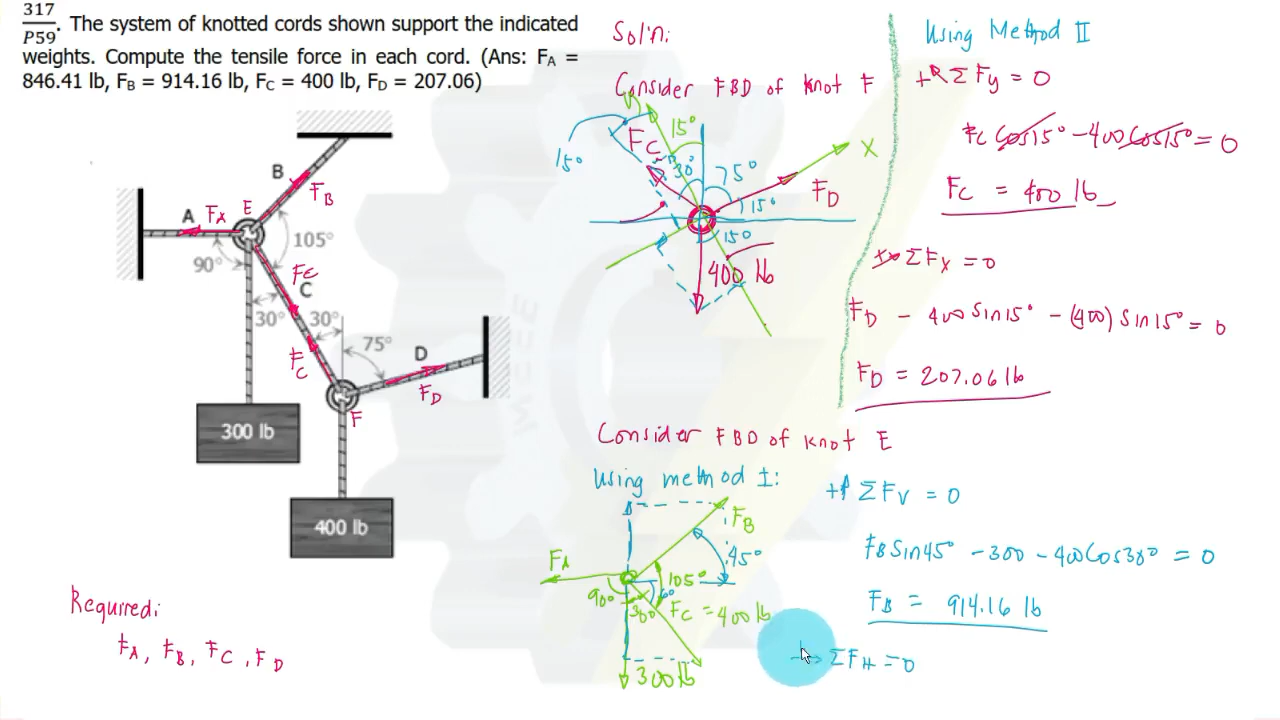 317
P59. The system of knotted cords shown support the indicated
weights. Compute the tensile force in each cord. (Ans: FA =
846.41 lb, FB = 914.16 lb, FC = 400 lb, FD = 207.06)
B
FB
A FA E
105°
90°
FC
C
30° 30°
75°
FC
D
FD
F
300 lb
400 lb
Required:
FA, FB, FC, FD
Sol'n:
Consider FBD of knot F
15°
15°
FC
30° 75°
X
FD
15°
15°
400 lb
Using Method II
+ Σ Fy = 0
FC Cos15° - 400 Cos15° = 0
FC = 400 lb
Σ Fx = 0
FD - 400 Sin15° - (400) Sin15° = 0
FD = 207.06 lb
Consider FBD of knot E
Using method I:
FB
FA
45°
105°
90°
60°
30° FC = 400 lb
300 lb
+↑ Σ FV = 0
FB Sin45° - 300 - 400 Cos30° = 0
FB = 914.16 lb
Σ FH = 0
MCEE